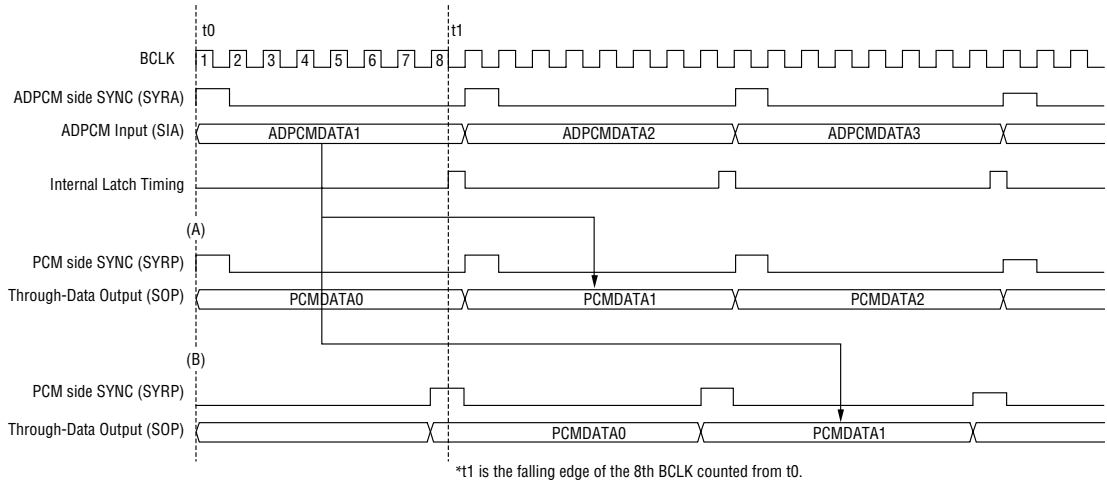 t0 t1
BCLK 1 2 3 4 5 6 7 8
ADPCM side SYNC (SYRA)
ADPCM Input (SIA) ADPCMDATA1 ADPCMDATA2 ADPCMDATA3
Internal Latch Timing
(A)
PCM side SYNC (SYRP)
Through-Data Output (SOP) PCMDATA0 PCMDATA1 PCMDATA2
(B)
PCM side SYNC (SYRP)
Through-Data Output (SOP) PCMDATA0 PCMDATA1
*t1 is the falling edge of the 8th BCLK counted from t0.